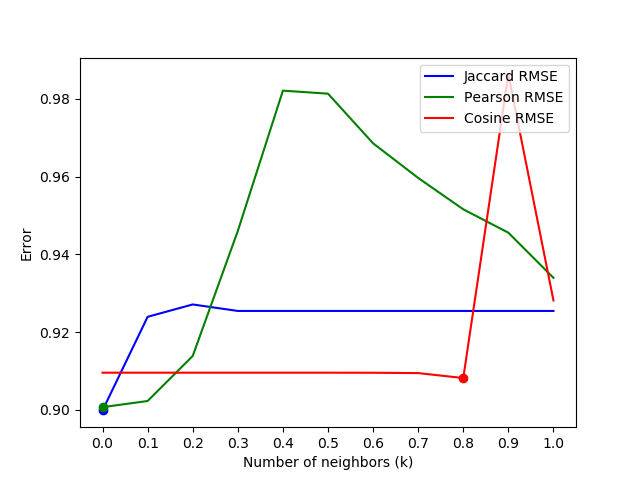 Jaccard RMSE
Pearson RMSE
Cosine RMSE
0.98
0.96
0.94
0.92
0.90
Error
0.0 0.1 0.2 0.3 0.4 0.5 0.6 0.7 0.8 0.9 1.0
Number of neighbors (k)